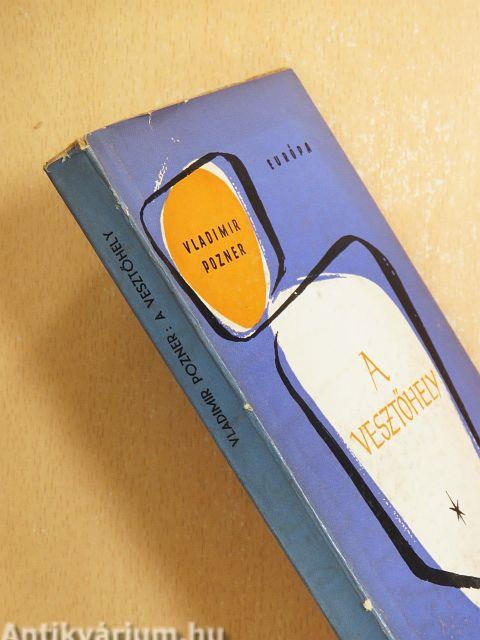 EURÓPA
VLADIMIR
POZNER
A
VESZTŐHELY
VLADIMIR POZNER: A VESZTŐHELY
Antikvárium.hu